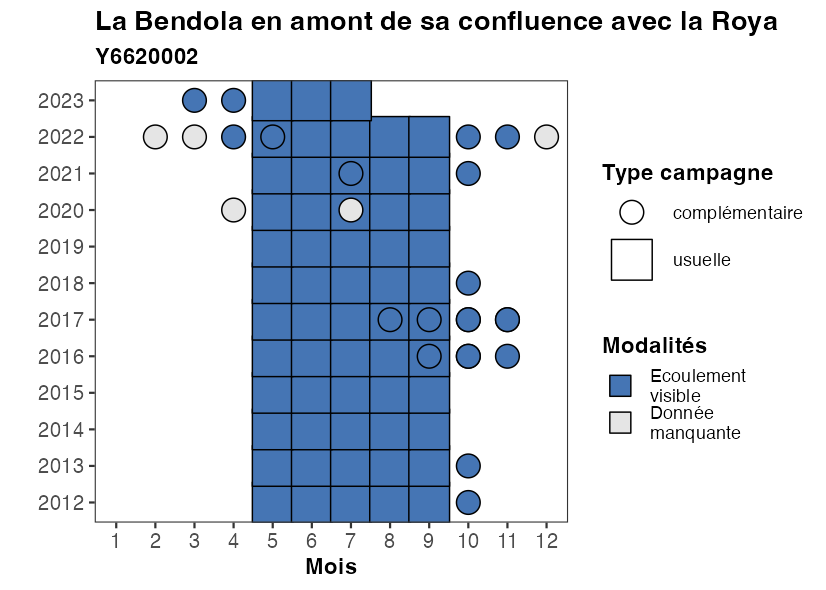 La Bendola en amont de sa confluence avec la Roya
Y6620002
2023
2022
2021
2020
2019
2018
2017
2016
2015
2014
2013
2012
1 2 3 4 5 6 7 8 9 10 11 12
Mois
Type campagne
complémentaire
usuelle
Modalités
Ecoulement
visible
Donnée
manquante